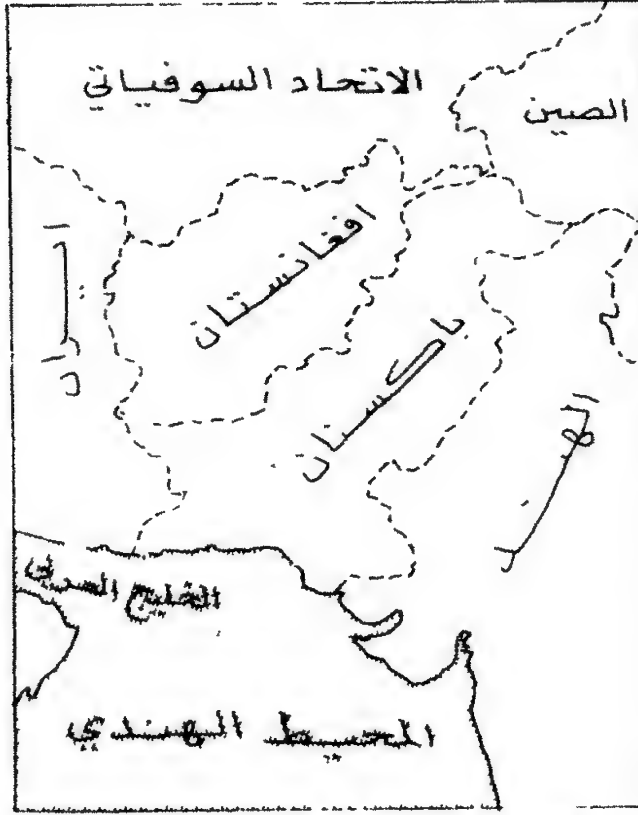 الاتحاد السوفياتي
الصين
افغانستان
ايران
باكستان
الهند
الخليج العربي
المحيط الهندي